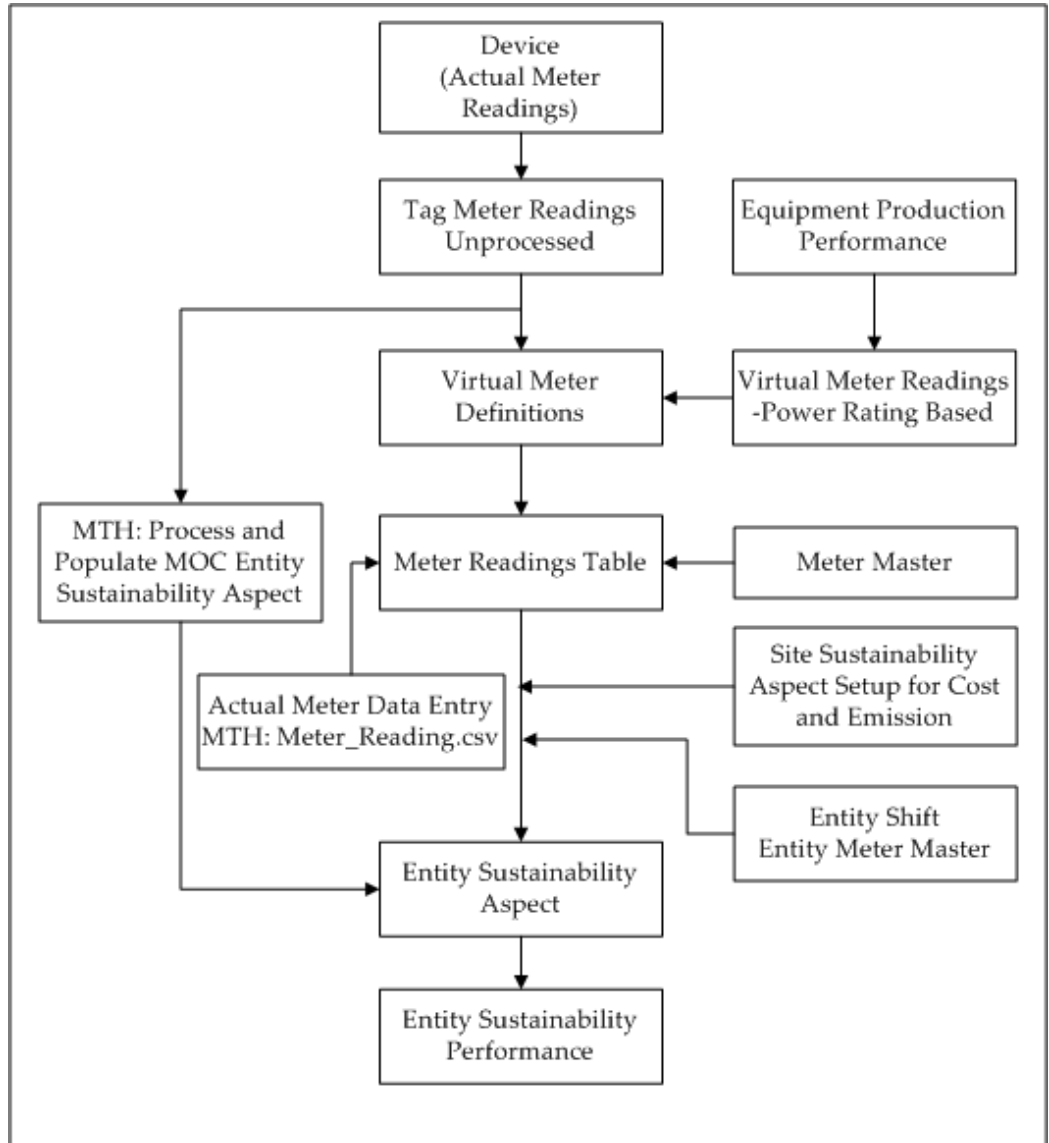 Device
(Actual Meter
Readings)
Tag Meter Readings
Unprocessed
Equipment Production
Performance
Virtual Meter
Definitions
Virtual Meter Readings
-Power Rating Based
MTH: Process and
Populate MOC Entity
Sustainability Aspect
Meter Readings Table
Meter Master
Actual Meter Data Entry
MTH: Meter_Reading.csv
Site Sustainability
Aspect Setup for Cost
and Emission
Entity Shift
Entity Meter Master
Entity Sustainability
Aspect
Entity Sustainability
Performance